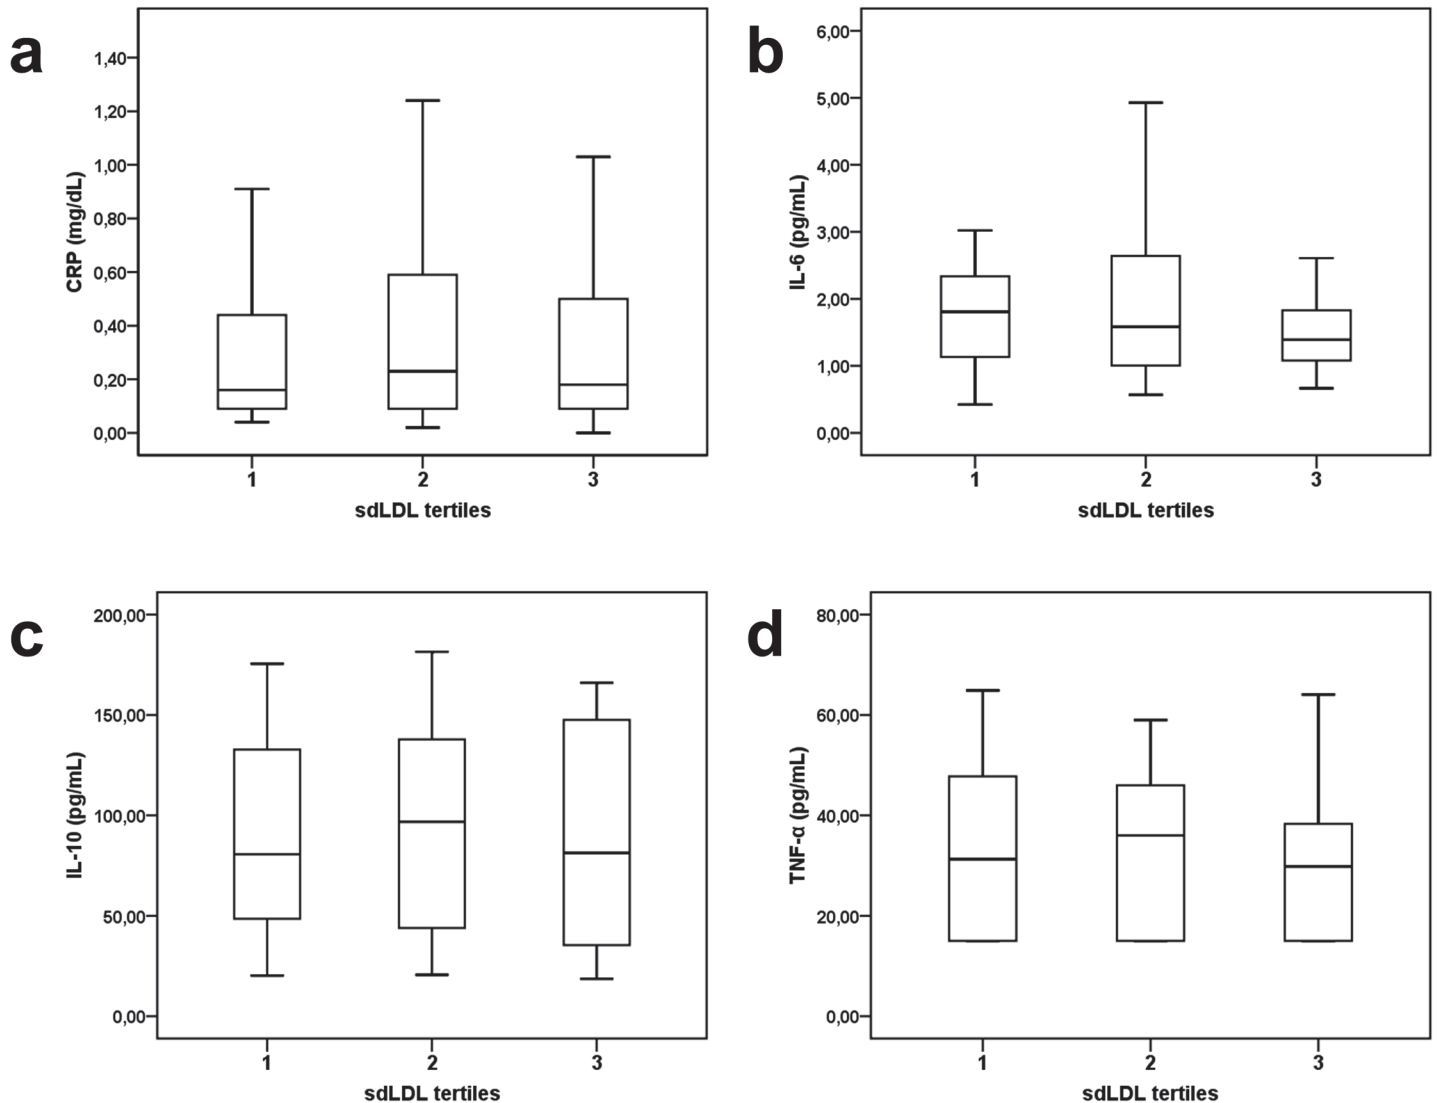 a
1,40
1,20
1,00
0,80
0,60
0,40
0,20
0,00
CRP (mg/dL)
1 2 3
sdLDL tertiles
b
6,00
5,00
4,00
3,00
2,00
1,00
0,00
IL-6 (pg/mL)
1 2 3
sdLDL tertiles
c
200,00
150,00
100,00
50,00
0,00
IL-10 (pg/mL)
1 2 3
sdLDL tertiles
d
80,00
60,00
40,00
20,00
0,00
TNF-α (pg/mL)
1 2 3
sdLDL tertiles